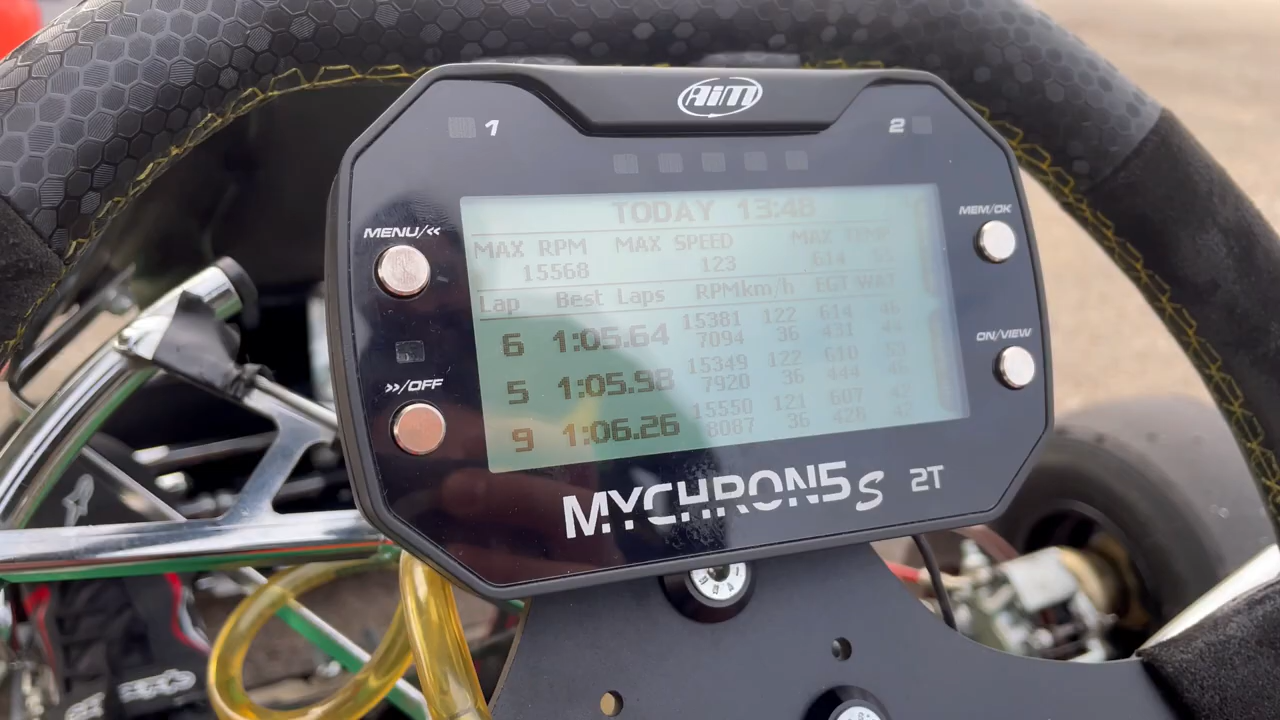 AiM
1 2
MENU/<<
MEM/OK
>>/OFF
ON/VIEW
TODAY 13:48
MAX RPM MAX SPEED MAX TEMP
15568 123 614
Lap Best Laps RPM km/h EGT WAT
6 1:05.64 15381 122 614 46
7094 36 431
5 1:05.98 15349 122 610
7920 36 444
9 1:06.26 15550 121 607
8087 36 428
MYCHRON5 S 2T